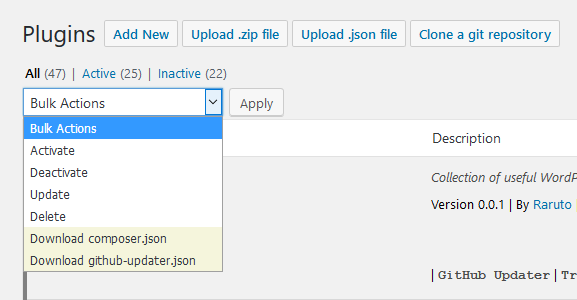 Plugins Add New Upload .zip file Upload .json file Clone a git repository
All (47) | Active (25) | Inactive (22)
Bulk Actions Apply
Bulk Actions
Activate
Description
Deactivate
Collection of useful WordP
Update
Version 0.0.1 | By Raruto
Delete
Download composer.json
Download github-updater.json
| GitHub Updater | Tr